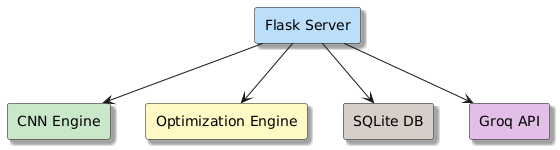 Flask Server
CNN Engine
Optimization Engine
SQLite DB
Groq API